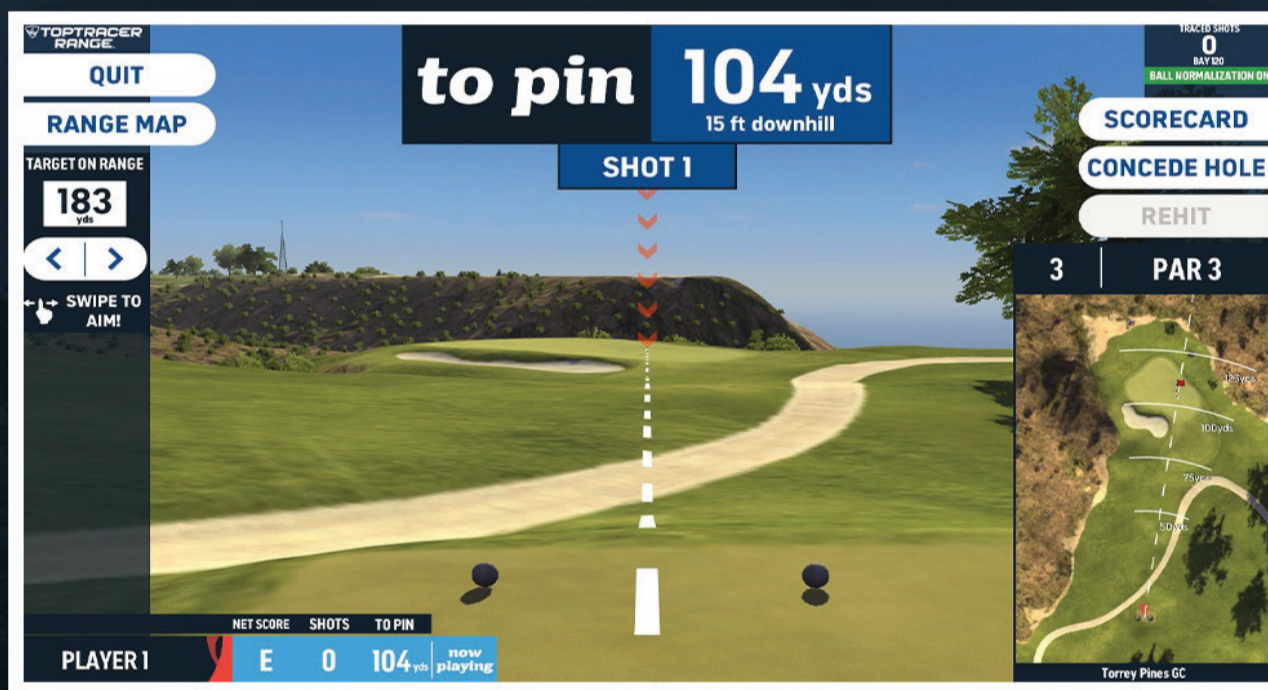 TOPTRACER
RANGE
QUIT
RANGE MAP
TARGET ON RANGE
183
yds
SWIPE TO
AIM!
to pin
104 yds
15 ft downhill
SHOT 1
TRACED SHOTS
0
BAY 120
BALL NORMALIZATION ON
SCORECARD
CONCEDE HOLE
REHIT
3 PAR 3
125yds
100yds
75yds
50yds
Torrey Pines GC
NET SCORE SHOTS TO PIN
PLAYER 1 E 0 104 yds now
playing